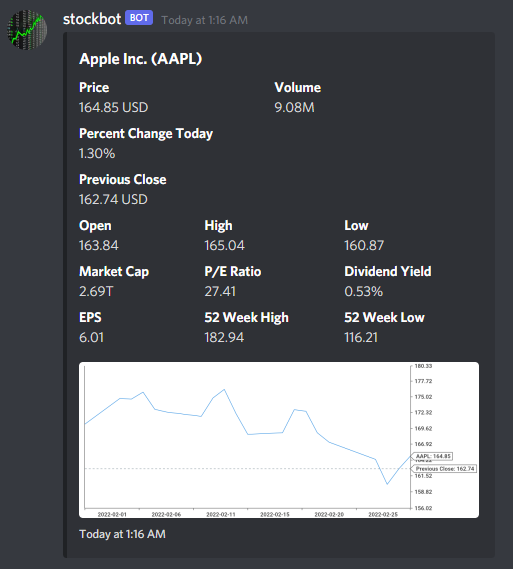 stockbot BOT Today at 1:16 AM
Apple Inc. (AAPL)
Price Volume
164.85 USD 9.08M
Percent Change Today
1.30%
Previous Close
162.74 USD
Open High Low
163.84 165.04 160.87
Market Cap P/E Ratio Dividend Yield
2.69T 27.41 0.53%
EPS 52 Week High 52 Week Low
6.01 182.94 116.21
180.33
177.72
175.02
172.32
169.62
166.92
AAPL: 164.85
Previous Close: 162.74
161.52
158.82
156.02
2022-02-01 2022-02-06 2022-02-11 2022-02-15 2022-02-20 2022-02-25
Today at 1:16 AM